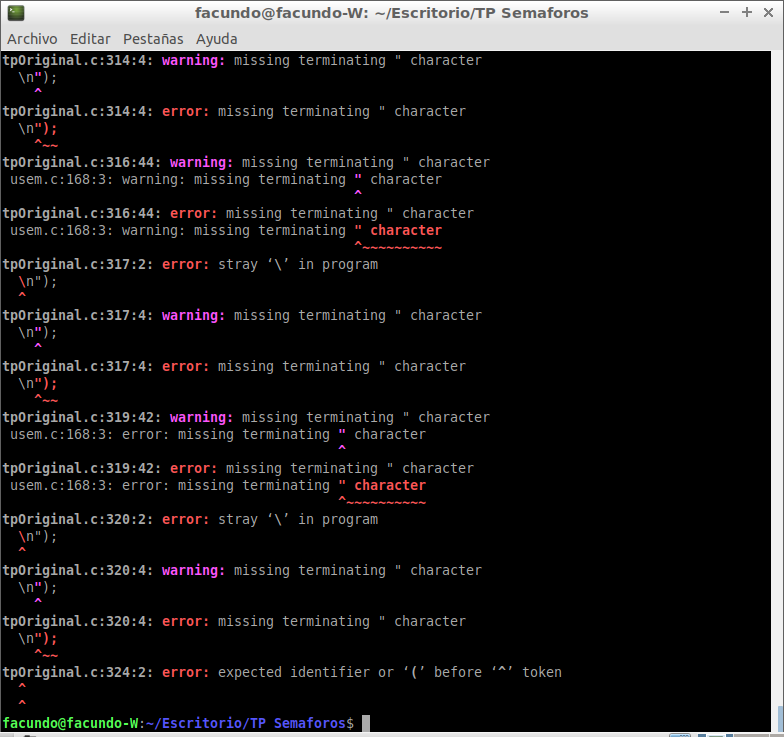 facundo@facundo-W: ~/Escritorio/TP Semaforos
Archivo Editar Pestañas Ayuda
tpOriginal.c:314:4: warning: missing terminating " character
\n");
^
tpOriginal.c:314:4: error: missing terminating " character
\n");
^~~
tpOriginal.c:316:44: warning: missing terminating " character
usem.c:168:3: warning: missing terminating " character
^
tpOriginal.c:316:44: error: missing terminating " character
usem.c:168:3: warning: missing terminating " character
^~~~~~~~~~~
tpOriginal.c:317:2: error: stray ‘\’ in program
\n");
^
tpOriginal.c:317:4: warning: missing terminating " character
\n");
^
tpOriginal.c:317:4: error: missing terminating " character
\n");
^~~
tpOriginal.c:319:42: warning: missing terminating " character
usem.c:168:3: error: missing terminating " character
^
tpOriginal.c:319:42: error: missing terminating " character
usem.c:168:3: error: missing terminating " character
^~~~~~~~~~~
tpOriginal.c:320:2: error: stray ‘\’ in program
\n");
^
tpOriginal.c:320:4: warning: missing terminating " character
\n");
^
tpOriginal.c:320:4: error: missing terminating " character
\n");
^~~
tpOriginal.c:324:2: error: expected identifier or ‘(’ before ‘^’ token
^
^
facundo@facundo-W:~/Escritorio/TP Semaforos$